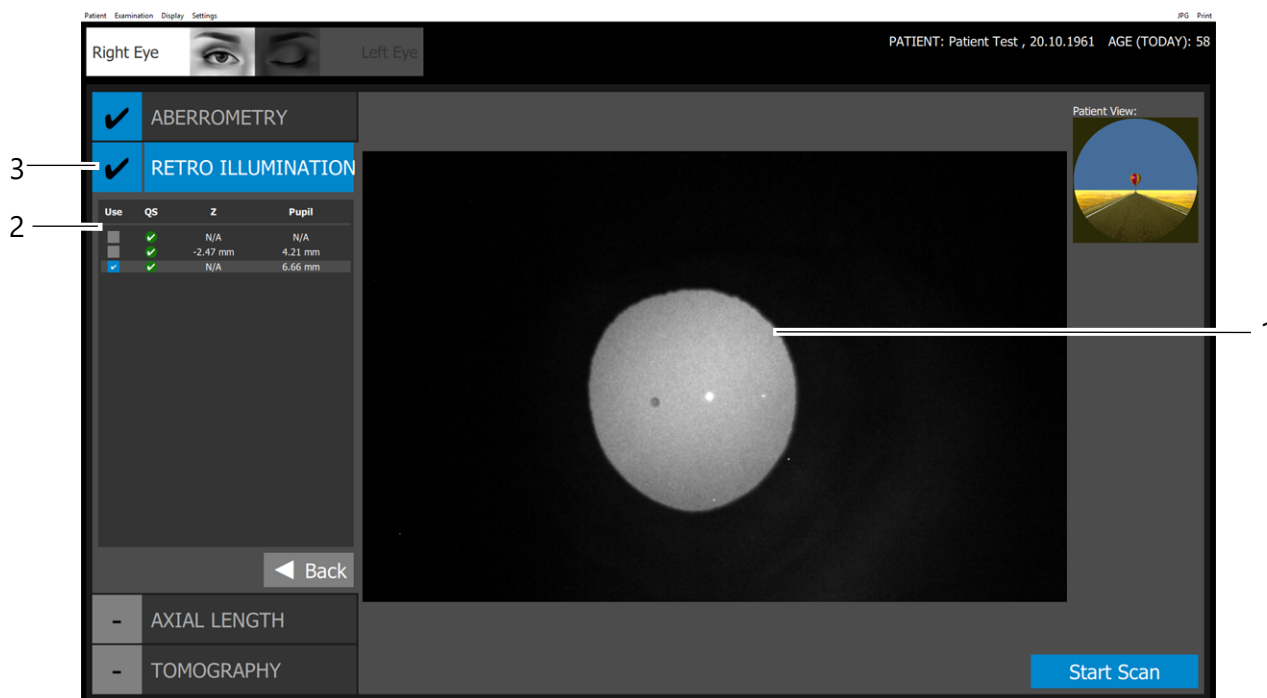 Patient Examination Display Settings JPG Print
Right Eye Left Eye PATIENT: Patient Test , 20.10.1961 AGE (TODAY): 58
ABERROMETRY
Patient View:
3 RETRO ILLUMINATION
Use QS Z Pupil
2
N/A N/A
-2.47 mm 4.21 mm
N/A 6.66 mm
1
Back
- AXIAL LENGTH
- TOMOGRAPHY
Start Scan